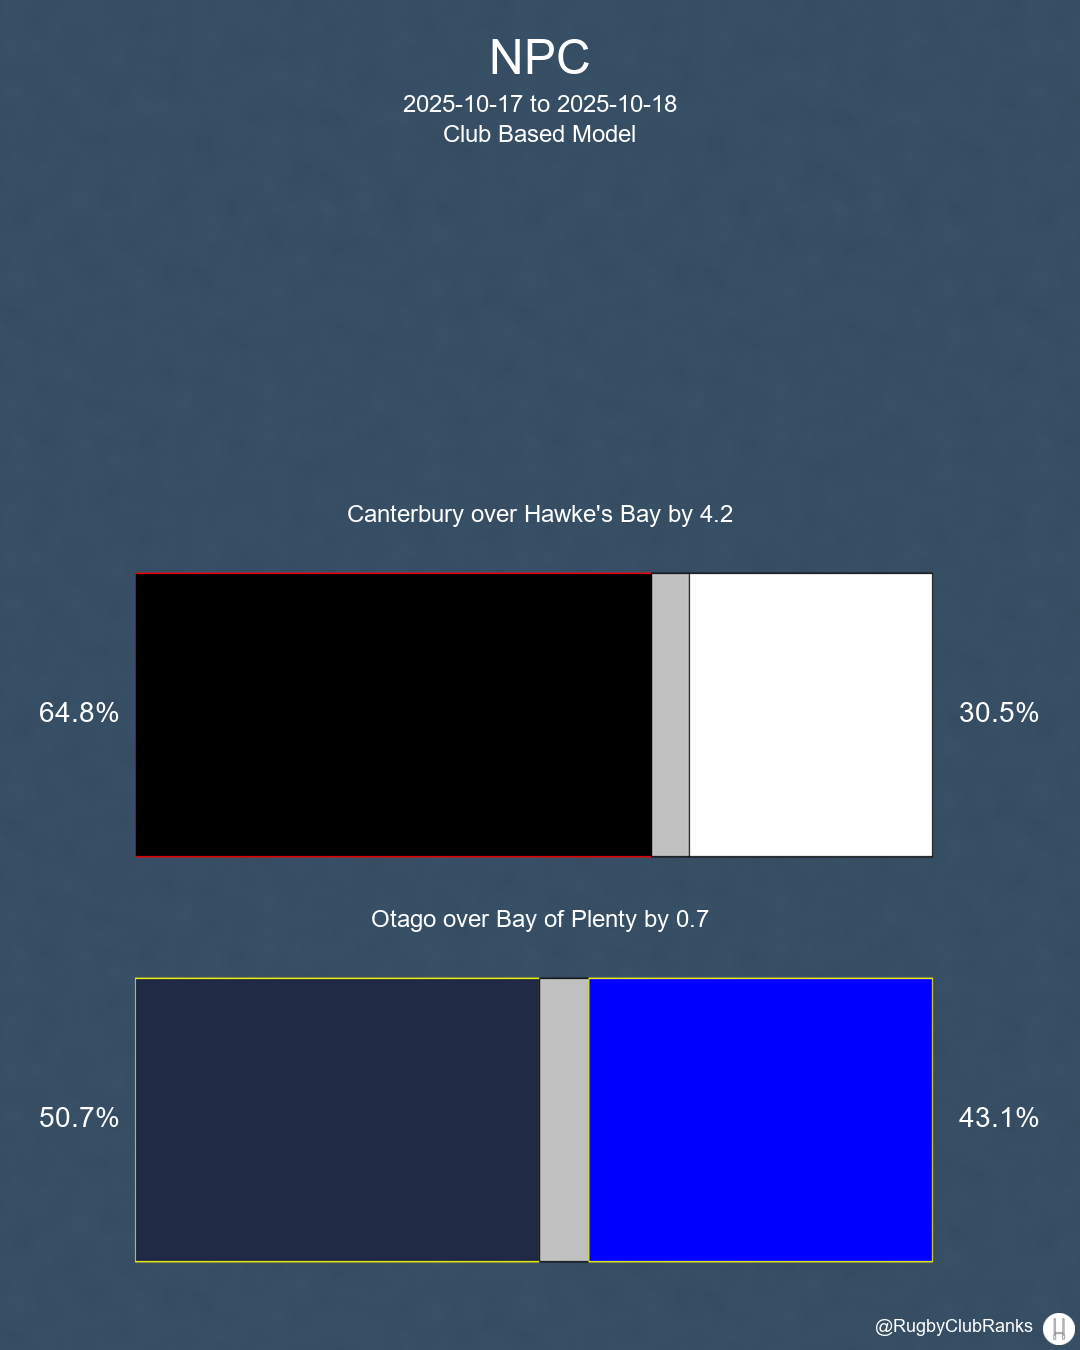 NPC
2025-10-17 to 2025-10-18
Club Based Model
Canterbury over Hawke's Bay by 4.2
64.8%
30.5%
Otago over Bay of Plenty by 0.7
50.7%
43.1%
@RugbyClubRanks